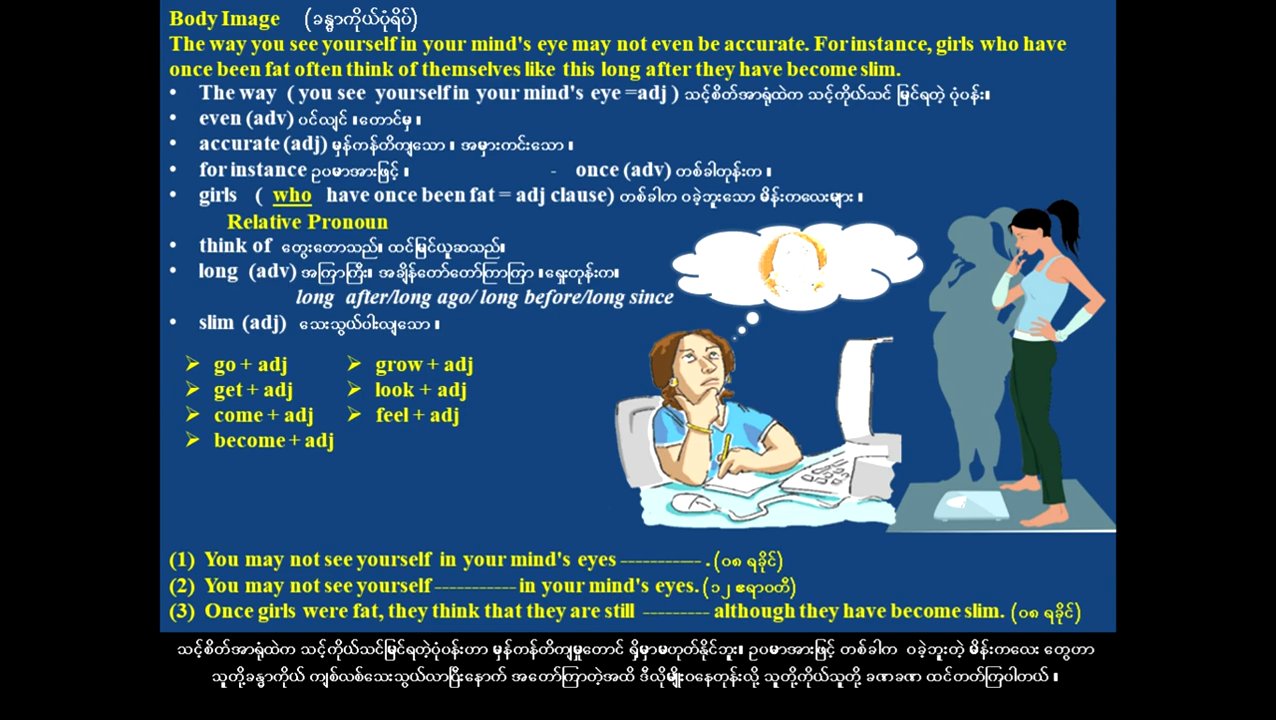 Body Image (ခန္ဓာကိုယ်ပုံရိပ်)
The way you see yourself in your mind's eye may not even be accurate. For instance, girls who have
once been fat often think of themselves like this long after they have become slim.
• The way ( you see yourself in your mind's eye =adj ) သင့်စိတ်အာရုံထဲက သင့်ကိုယ်သင် မြင်ရတဲ့ ပုံပန်း။
• even (adv) ပင်လျင် ။တောင်မှ ။
• accurate (adj) မှန်ကန်တိကျသော ။ အမှားကင်းသော ။
• for instance ဥပမာအားဖြင့် ။ - once (adv) တစ်ခါတုန်းက ။
• girls ( who have once been fat = adj clause) တစ်ခါက ဝခဲ့ဘူးသော မိန်းကလေးများ ။
Relative Pronoun
• think of တွေးတောသည်။ ထင်မြင်ယူဆသည်။
• long (adv) အကြာကြီး။ အချိန်တော်တော်ကြာကြာ ။ရှေးတုန်းက။
long after/long ago/ long before/long since
• slim (adj) သေးသွယ်ပါးလျသော ။
➢ go + adj ➢ grow + adj
➢ get + adj ➢ look + adj
➢ come + adj ➢ feel + adj
➢ become + adj
(1) You may not see yourself in your mind's eyes ----------- . (၀၈ ရခိုင်)
(2) You may not see yourself ----------- in your mind's eyes. (၁၂ ဧရာဝတီ)
(3) Once girls were fat, they think that they are still --------- although they have become slim. (၀၈ ရခိုင်)
သင့်စိတ်အာရုံထဲက သင့်ကိုယ်သင်မြင်ရတဲ့ပုံပန်းဟာ မှန်ကန်တိကျမှုတောင် ရှိမှာမဟုတ်နိုင်ဘူး။ ဥပမာအားဖြင့် တစ်ခါက ဝခဲ့ဘူးတဲ့ မိန်းကလေး တွေဟာ
သူတို့ခန္ဓာကိုယ် ကျစ်လစ်သေးသွယ်လာပြီးနောက် အတော်ကြာတဲ့အထိ ဒီလိုမျိုးဝနေတုန်းလို့ သူတို့ကိုယ်သူတို့ ခဏခဏ ထင်တတ်ကြပါတယ် ။